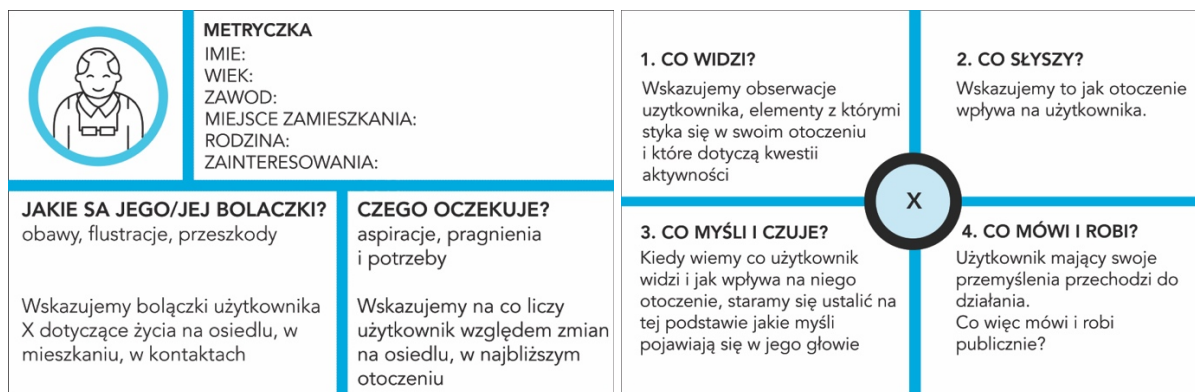 METRYCZKA
IMIE:
WIEK:
ZAWOD:
MIEJSCE ZAMIESZKANIA:
RODZINA:
ZAINTERESOWANIA:
JAKIE SA JEGO/JEJ BOLACZKI?
obawy, flustracje, przeszkody
Wskazujemy bolączki użytkownika
X dotyczące życia na osiedlu, w
mieszkaniu, w kontaktach
CZEGO OCZEKUJE?
aspiracje, pragnienia
i potrzeby
Wskazujemy na co liczy
użytkownik względem zmian
na osiedlu, w najbliższym
otoczeniu
1. CO WIDZI?
Wskazujemy obserwacje
uzytkownika, elementy z którymi
styka się w swoim otoczeniu
i które dotyczą kwestii
aktywności
2. CO SŁYSZY?
Wskazujemy to jak otoczenie
wpływa na użytkownika.
X
3. CO MYŚLI I CZUJE?
Kiedy wiemy co użytkownik
widzi i jak wpływa na niego
otoczenie, staramy się ustalić na
tej podstawie jakie myśli
pojawiają się w jego głowie
4. CO MÓWI I ROBI?
Użytkownik mający swoje
przemyślenia przechodzi do
działania.
Co więc mówi i robi
publicznie?